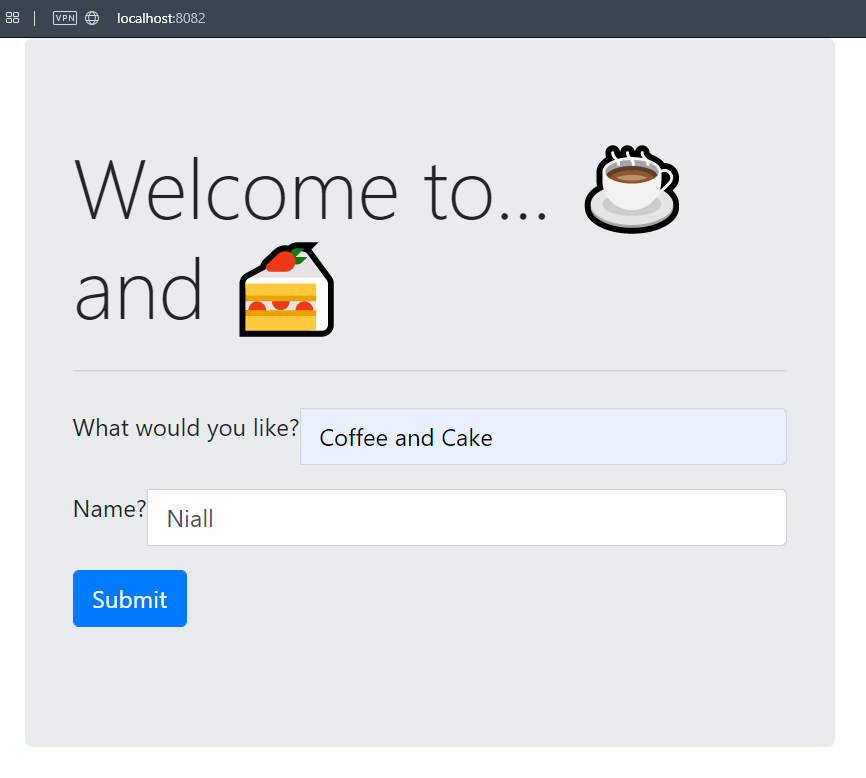 VPN localhost:8082
Welcome to...
and
What would you like? Coffee and Cake
Name? Niall
Submit